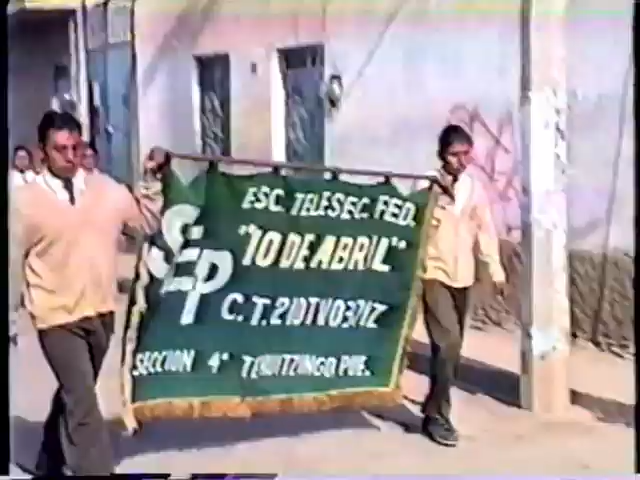 ESC. TELESEC. FED.
"10 DE ABRIL"
SEP
C.T. 21DTV0371Z
SECCION 4ª TEHUITZINGO PUE.